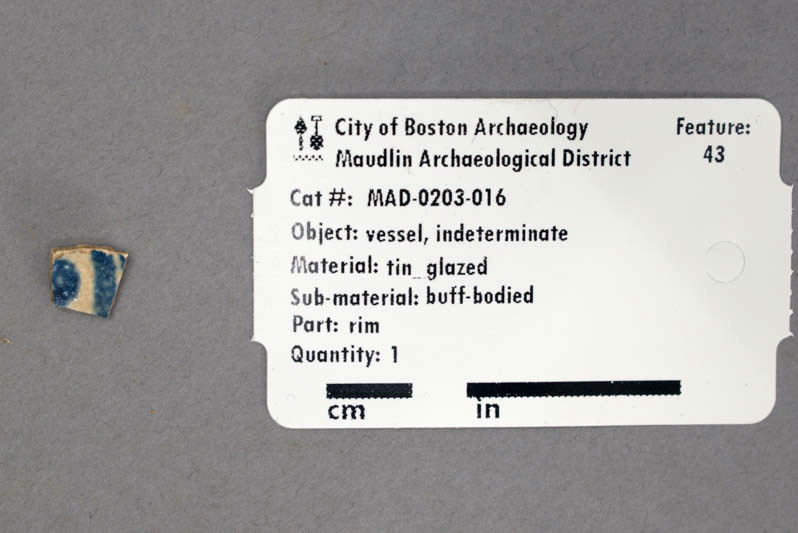 City of Boston Archaeology
Maudlin Archaeological District
Feature:
43
Cat #: MAD-0203-016
Object: vessel, indeterminate
Material: tin_glazed
Sub-material: buff-bodied
Part: rim
Quantity: 1
cm
in